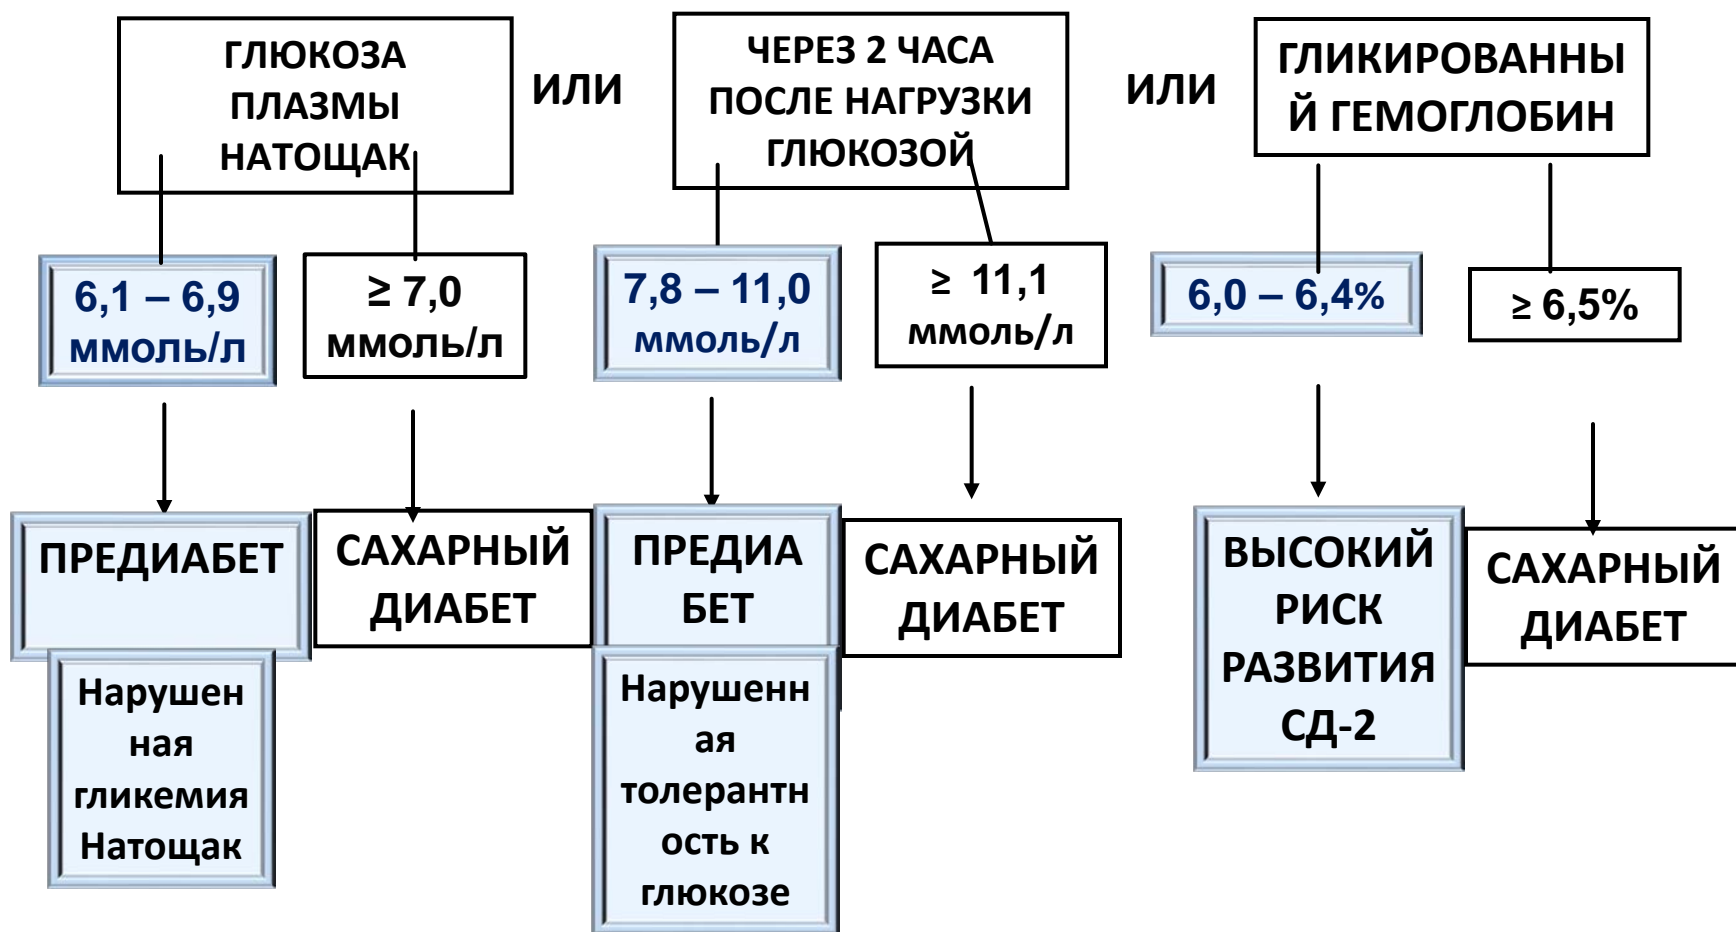 ГЛЮКОЗА
ПЛАЗМЫ
НАТОЩАК
ИЛИ
ЧЕРЕЗ 2 ЧАСА
ПОСЛЕ НАГРУЗКИ
ГЛЮКОЗОЙ
ИЛИ
ГЛИКИРОВАННЫ
Й ГЕМОГЛОБИН
6,1 – 6,9
ммоль/л
≥ 7,0
ммоль/л
7,8 – 11,0
ммоль/л
≥ 11,1
ммоль/л
6,0 – 6,4%
≥ 6,5%
ПРЕДИАБЕТ
САХАРНЫЙ
ДИАБЕТ
ПРЕДИА
БЕТ
САХАРНЫЙ
ДИАБЕТ
ВЫСОКИЙ
РИСК
РАЗВИТИЯ
СД-2
САХАРНЫЙ
ДИАБЕТ
Нарушен
ная
гликемия
Натощак
Нарушенн
ая
толерантн
ость к
глюкозе